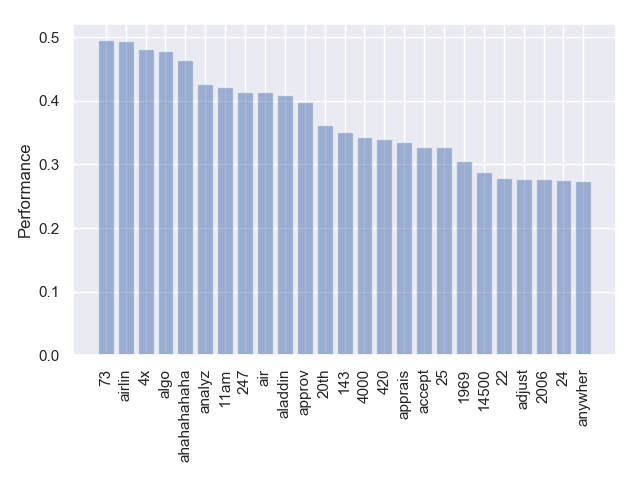 0.5
0.4
0.3
0.2
0.1
0.0
Performance
73
airlin
4x
algo
ahahahahaha
analyz
11am
247
air
aladdin
approv
20th
143
4000
420
apprais
accept
25
1969
14500
22
adjust
2006
24
anywher